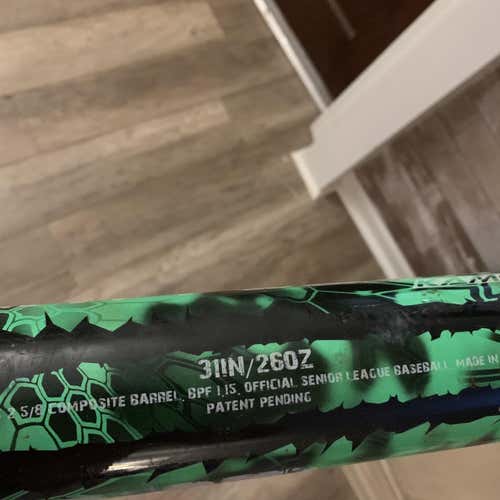 31IN/26OZ
2 5/8 COMPOSITE BARREL. BPF 1.15. OFFICIAL SENIOR LEAGUE BASEBALL. MADE IN
PATENT PENDING